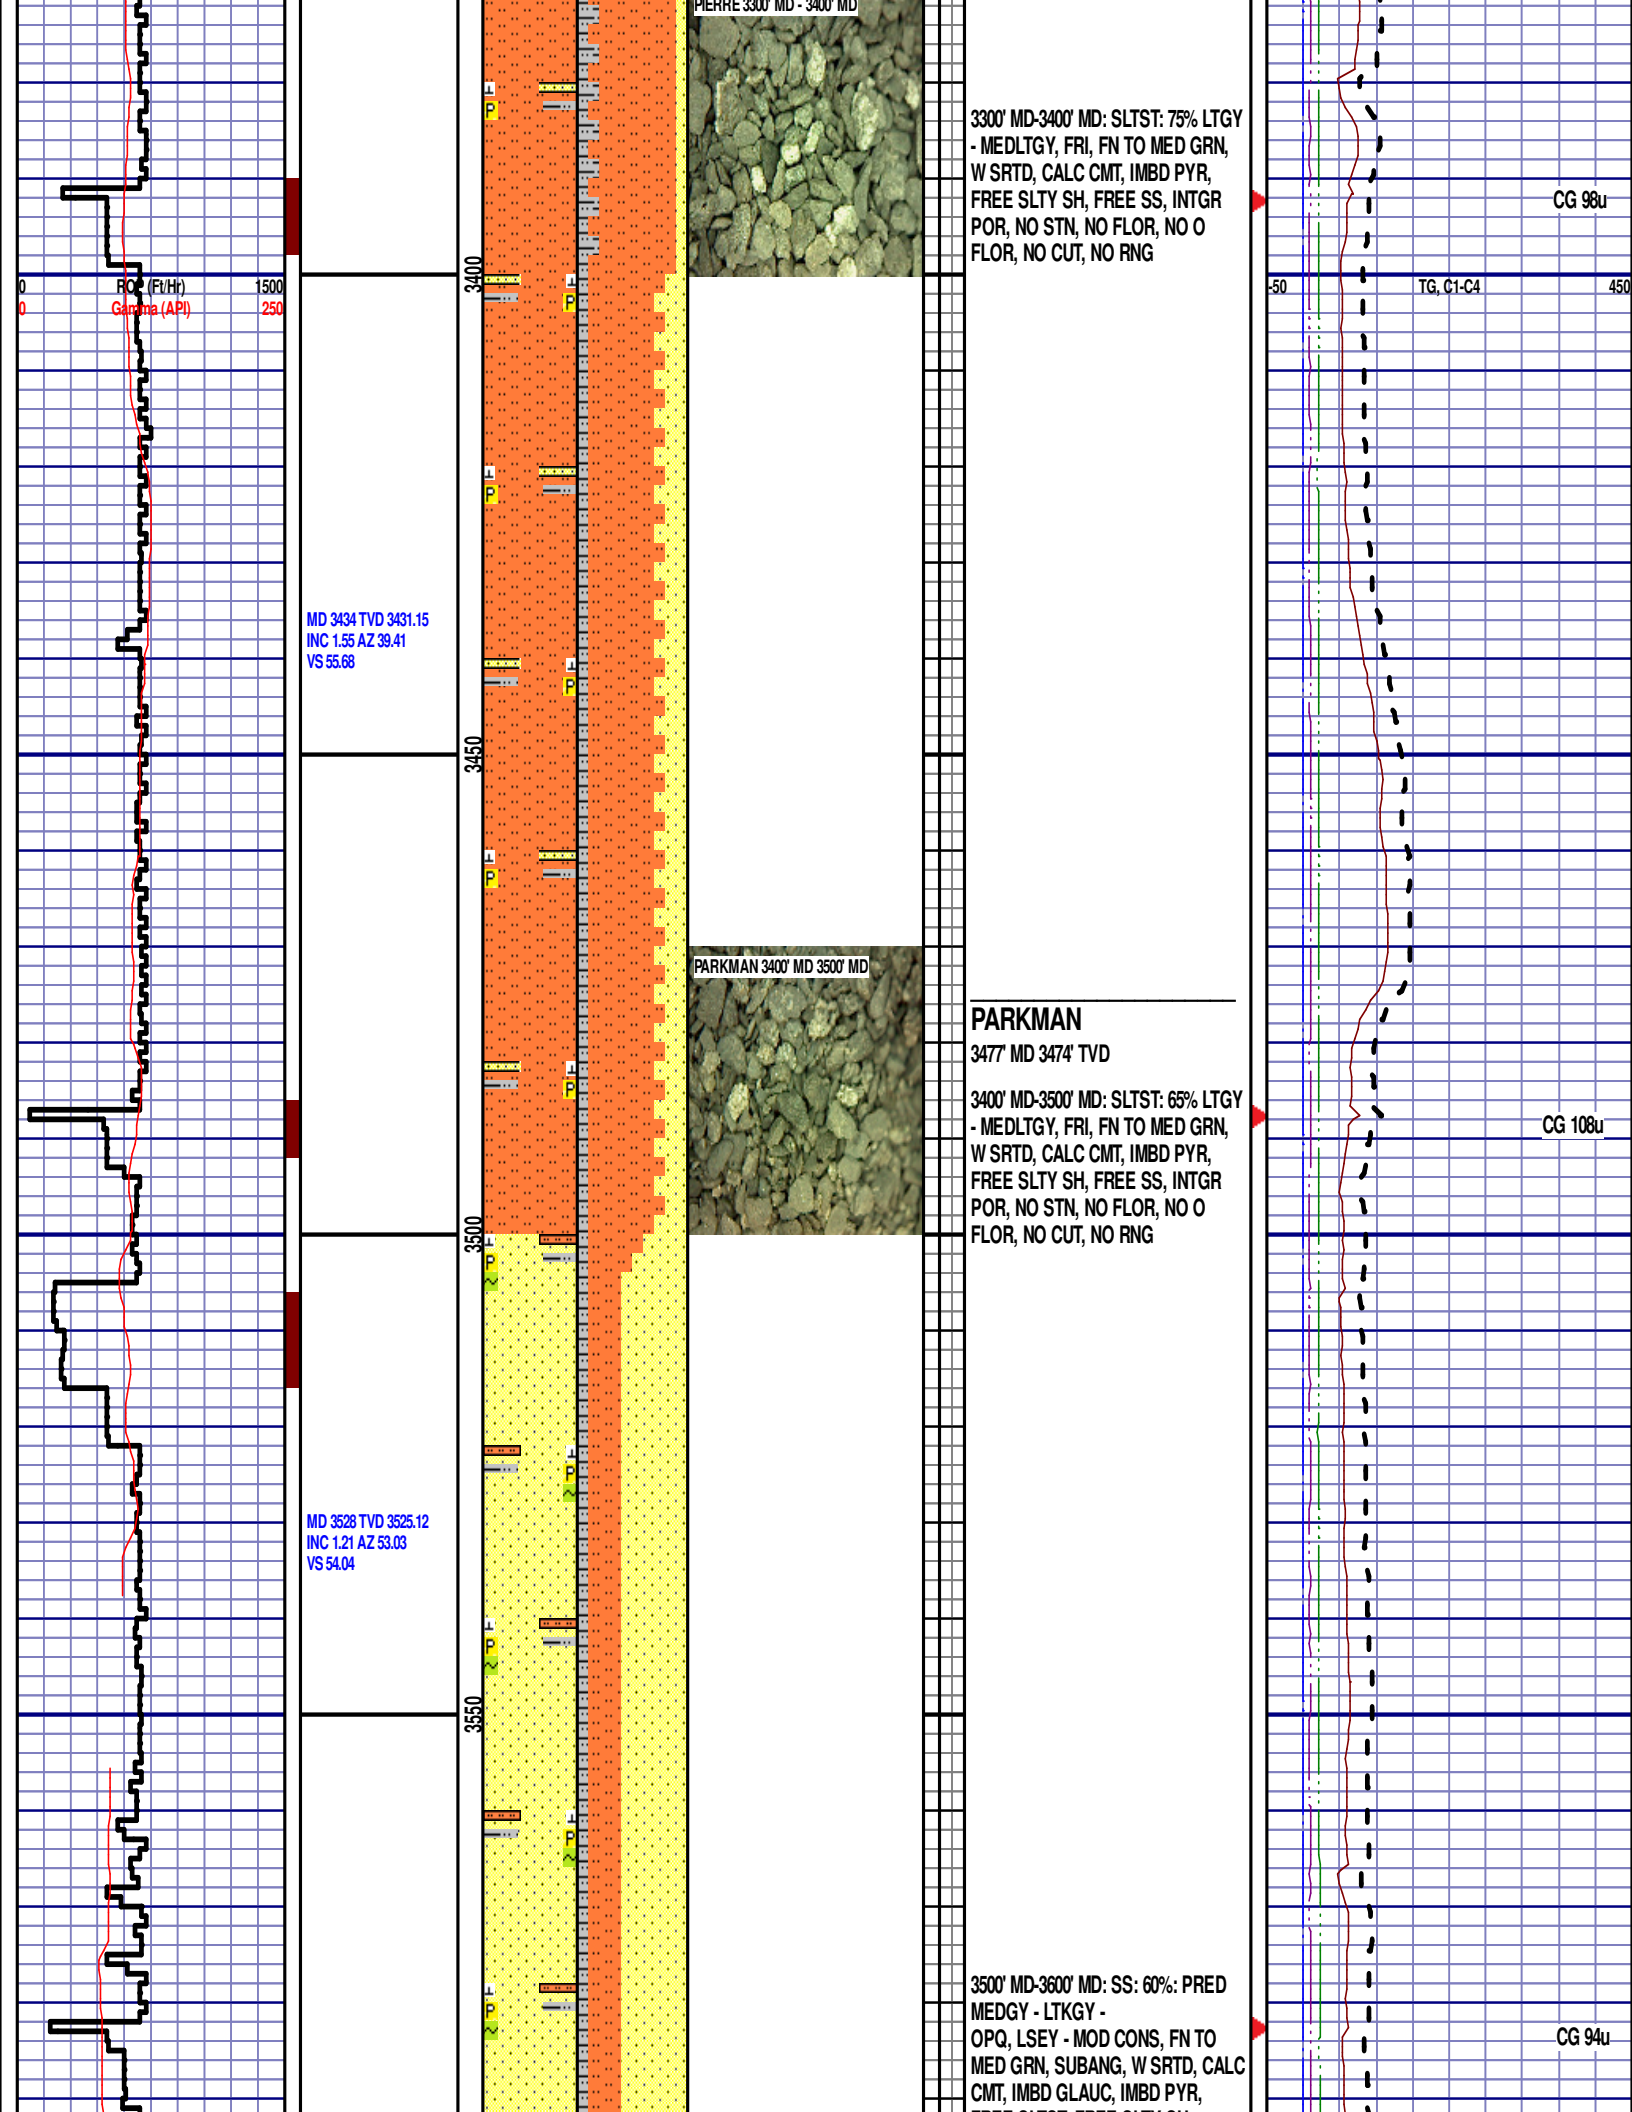 PIERRE 3300' MD - 3400' MD
3300' MD-3400' MD: SLTST: 75% LTGY
- MEDLTGY, FRI, FN TO MED GRN,
W SRTD, CALC CMT, IMBD PYR,
FREE SLTY SH, FREE SS, INTGR
POR, NO STN, NO FLOR, NO O
FLOR, NO CUT, NO RNG
CG 98u
3400
0 (Ft/Hr) 1500
0 Gamma (API) 250
-50 TG, C1-C4 450
P
P
P
P
P
P
MD 3434 TVD 3431.15
INC 1.55 AZ 39.41
VS 55.68
3450
PARKMAN 3400' MD 3500' MD
PARKMAN
3477' MD 3474' TVD
3400' MD-3500' MD: SLTST: 65% LTGY
- MEDLTGY, FRI, FN TO MED GRN,
W SRTD, CALC CMT, IMBD PYR,
FREE SLTY SH, FREE SS, INTGR
POR, NO STN, NO FLOR, NO O
FLOR, NO CUT, NO RNG
CG 108u
3500
P
P
P
P
P
MD 3528 TVD 3525.12
INC 1.21 AZ 53.03
VS 54.04
3550
3500' MD-3600' MD: SS: 60%: PRED
MEDGY - LTKGY -
OPQ, LSEY - MOD CONS, FN TO
MED GRN, SUBANG, W SRTD, CALC
CMT, IMBD GLAUC, IMBD PYR,
CG 94u